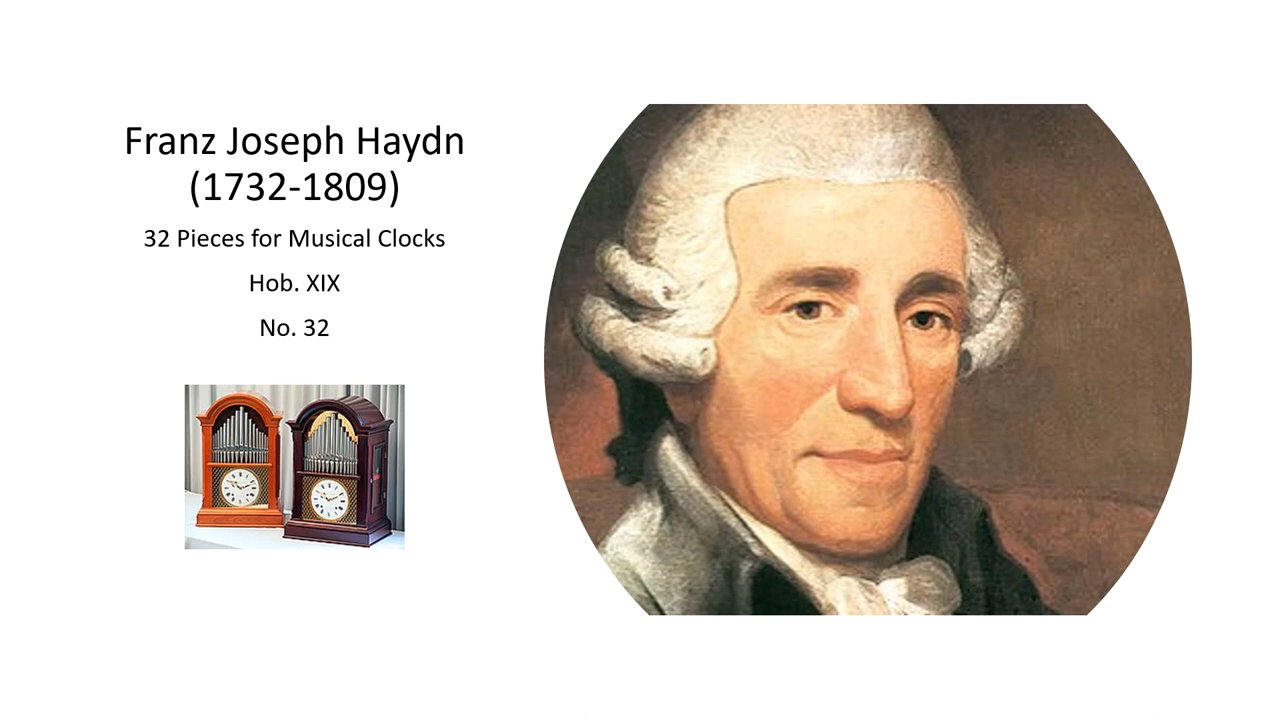 Franz Joseph Haydn
(1732-1809)
32 Pieces for Musical Clocks
Hob. XIX
No. 32